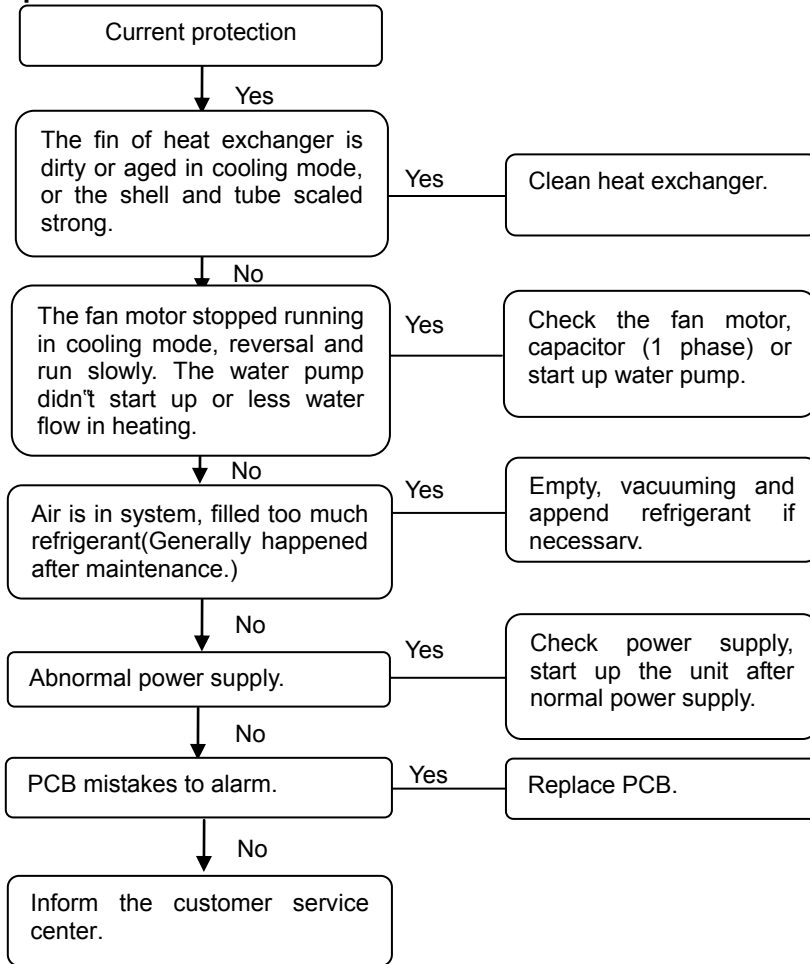 Current protection
Yes
The fin of heat exchanger is
dirty or aged in cooling mode,
or the shell and tube scaled
strong.
Yes
Clean heat exchanger.
No
The fan motor stopped running
in cooling mode, reversal and
run slowly. The water pump
didn‟t start up or less water
flow in heating.
Yes
Check the fan motor,
capacitor (1 phase) or
start up water pump.
No
Air is in system, filled too much
refrigerant(Generally happened
after maintenance.)
Yes
Empty, vacuuming and
append refrigerant if
necessary.
No
Abnormal power supply.
Yes
Check power supply,
start up the unit after
normal power supply.
No
PCB mistakes to alarm.
Yes
Replace PCB.
No
Inform the customer service
center.